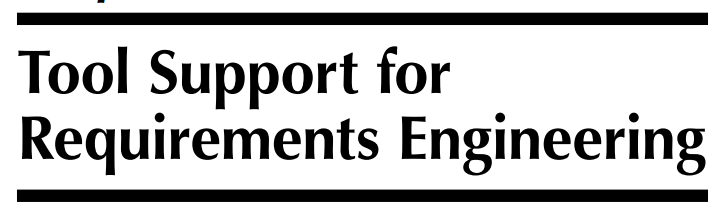 Tool Support for
Requirements Engineering